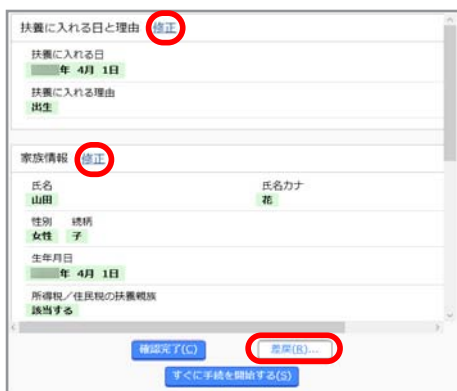 扶養に入れる日と理由 修正
扶養に入れる日
年 4月 1日
扶養に入れる理由
出生
家族情報 修正
氏名 氏名カナ
山田 花
性別 続柄
女性 子
生年月日
年 4月 1日
所得税/住民税の扶養親族
該当する
確認完了(C) 差戻(R)...
すぐに手続を開始する(S)